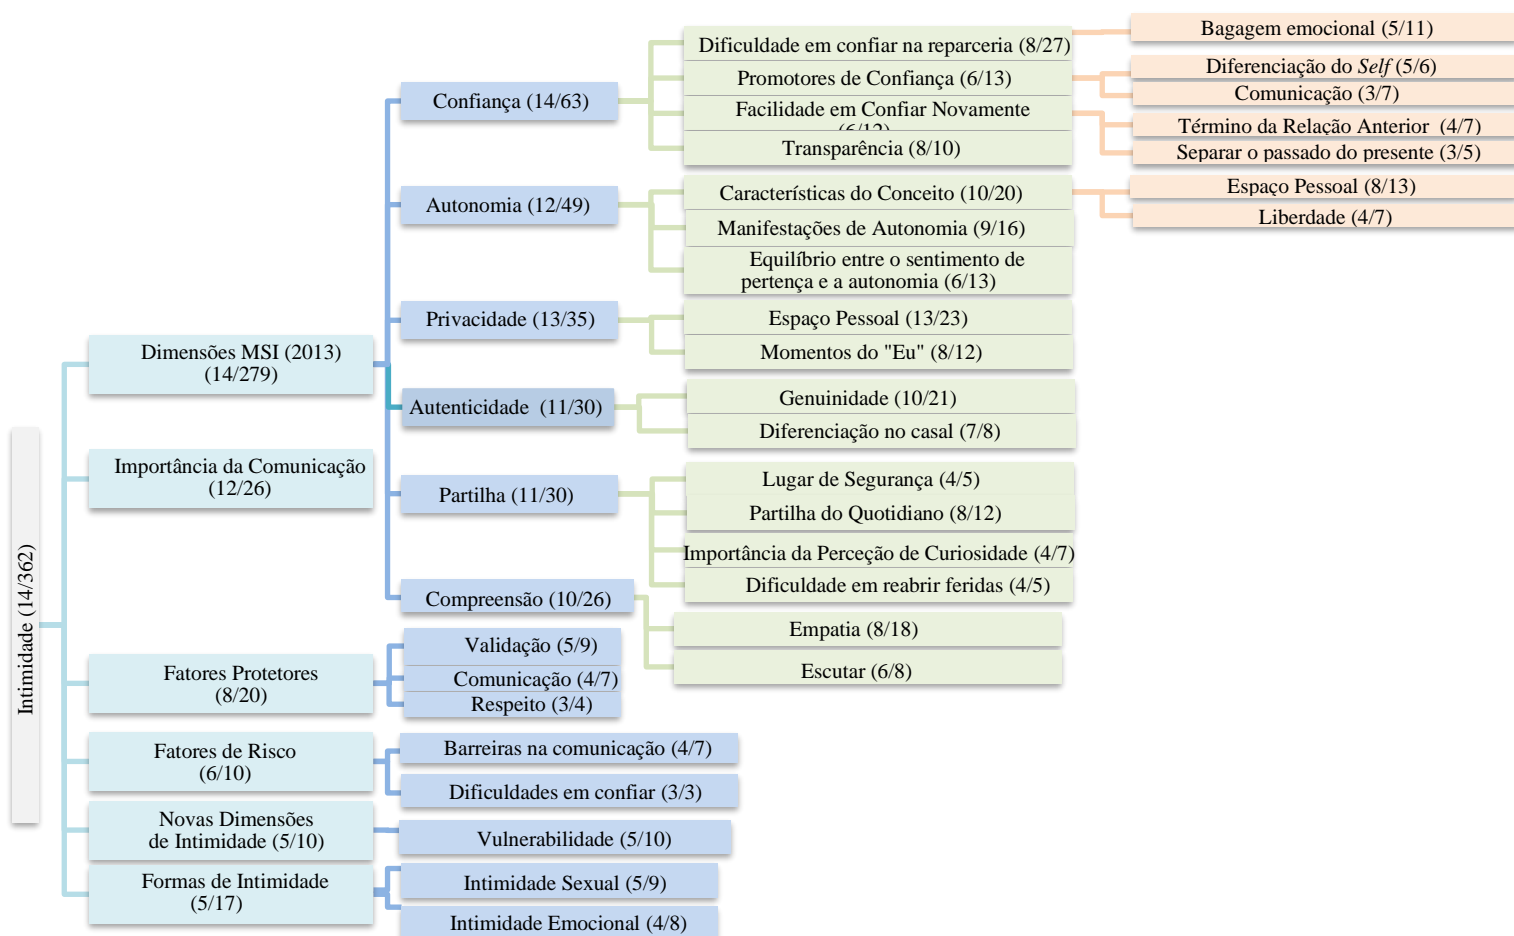 Intimidade (14/362)
Dimensões MSI (2013)
(14/279)
Importância da Comunicação
(12/26)
Fatores Protetores
(8/20)
Fatores de Risco
(6/10)
Novas Dimensões
de Intimidade (5/10)
Formas de Intimidade
(5/17)
Confiança (14/63)
Autonomia (12/49)
Privacidade (13/35)
Autenticidade (11/30)
Partilha (11/30)
Compreensão (10/26)
Validação (5/9)
Comunicação (4/7)
Respeito (3/4)
Barreiras na comunicação (4/7)
Dificuldades em confiar (3/3)
Vulnerabilidade (5/10)
Intimidade Sexual (5/9)
Intimidade Emocional (4/8)
Dificuldade em confiar na reparceria (8/27)
Promotores de Confiança (6/13)
Facilidade em Confiar Novamente
(6/12)
Transparência (8/10)
Características do Conceito (10/20)
Manifestações de Autonomia (9/16)
Equilíbrio entre o sentimento de
pertença e a autonomia (6/13)
Espaço Pessoal (13/23)
Momentos do "Eu" (8/12)
Genuinidade (10/21)
Diferenciação no casal (7/8)
Lugar de Segurança (4/5)
Partilha do Quotidiano (8/12)
Importância da Perceção de Curiosidade (4/7)
Dificuldade em reabrir feridas (4/5)
Empatia (8/18)
Escutar (6/8)
Bagagem emocional (5/11)
Diferenciação do Self (5/6)
Comunicação (3/7)
Término da Relação Anterior (4/7)
Separar o passado do presente (3/5)
Espaço Pessoal (8/13)
Liberdade (4/7)